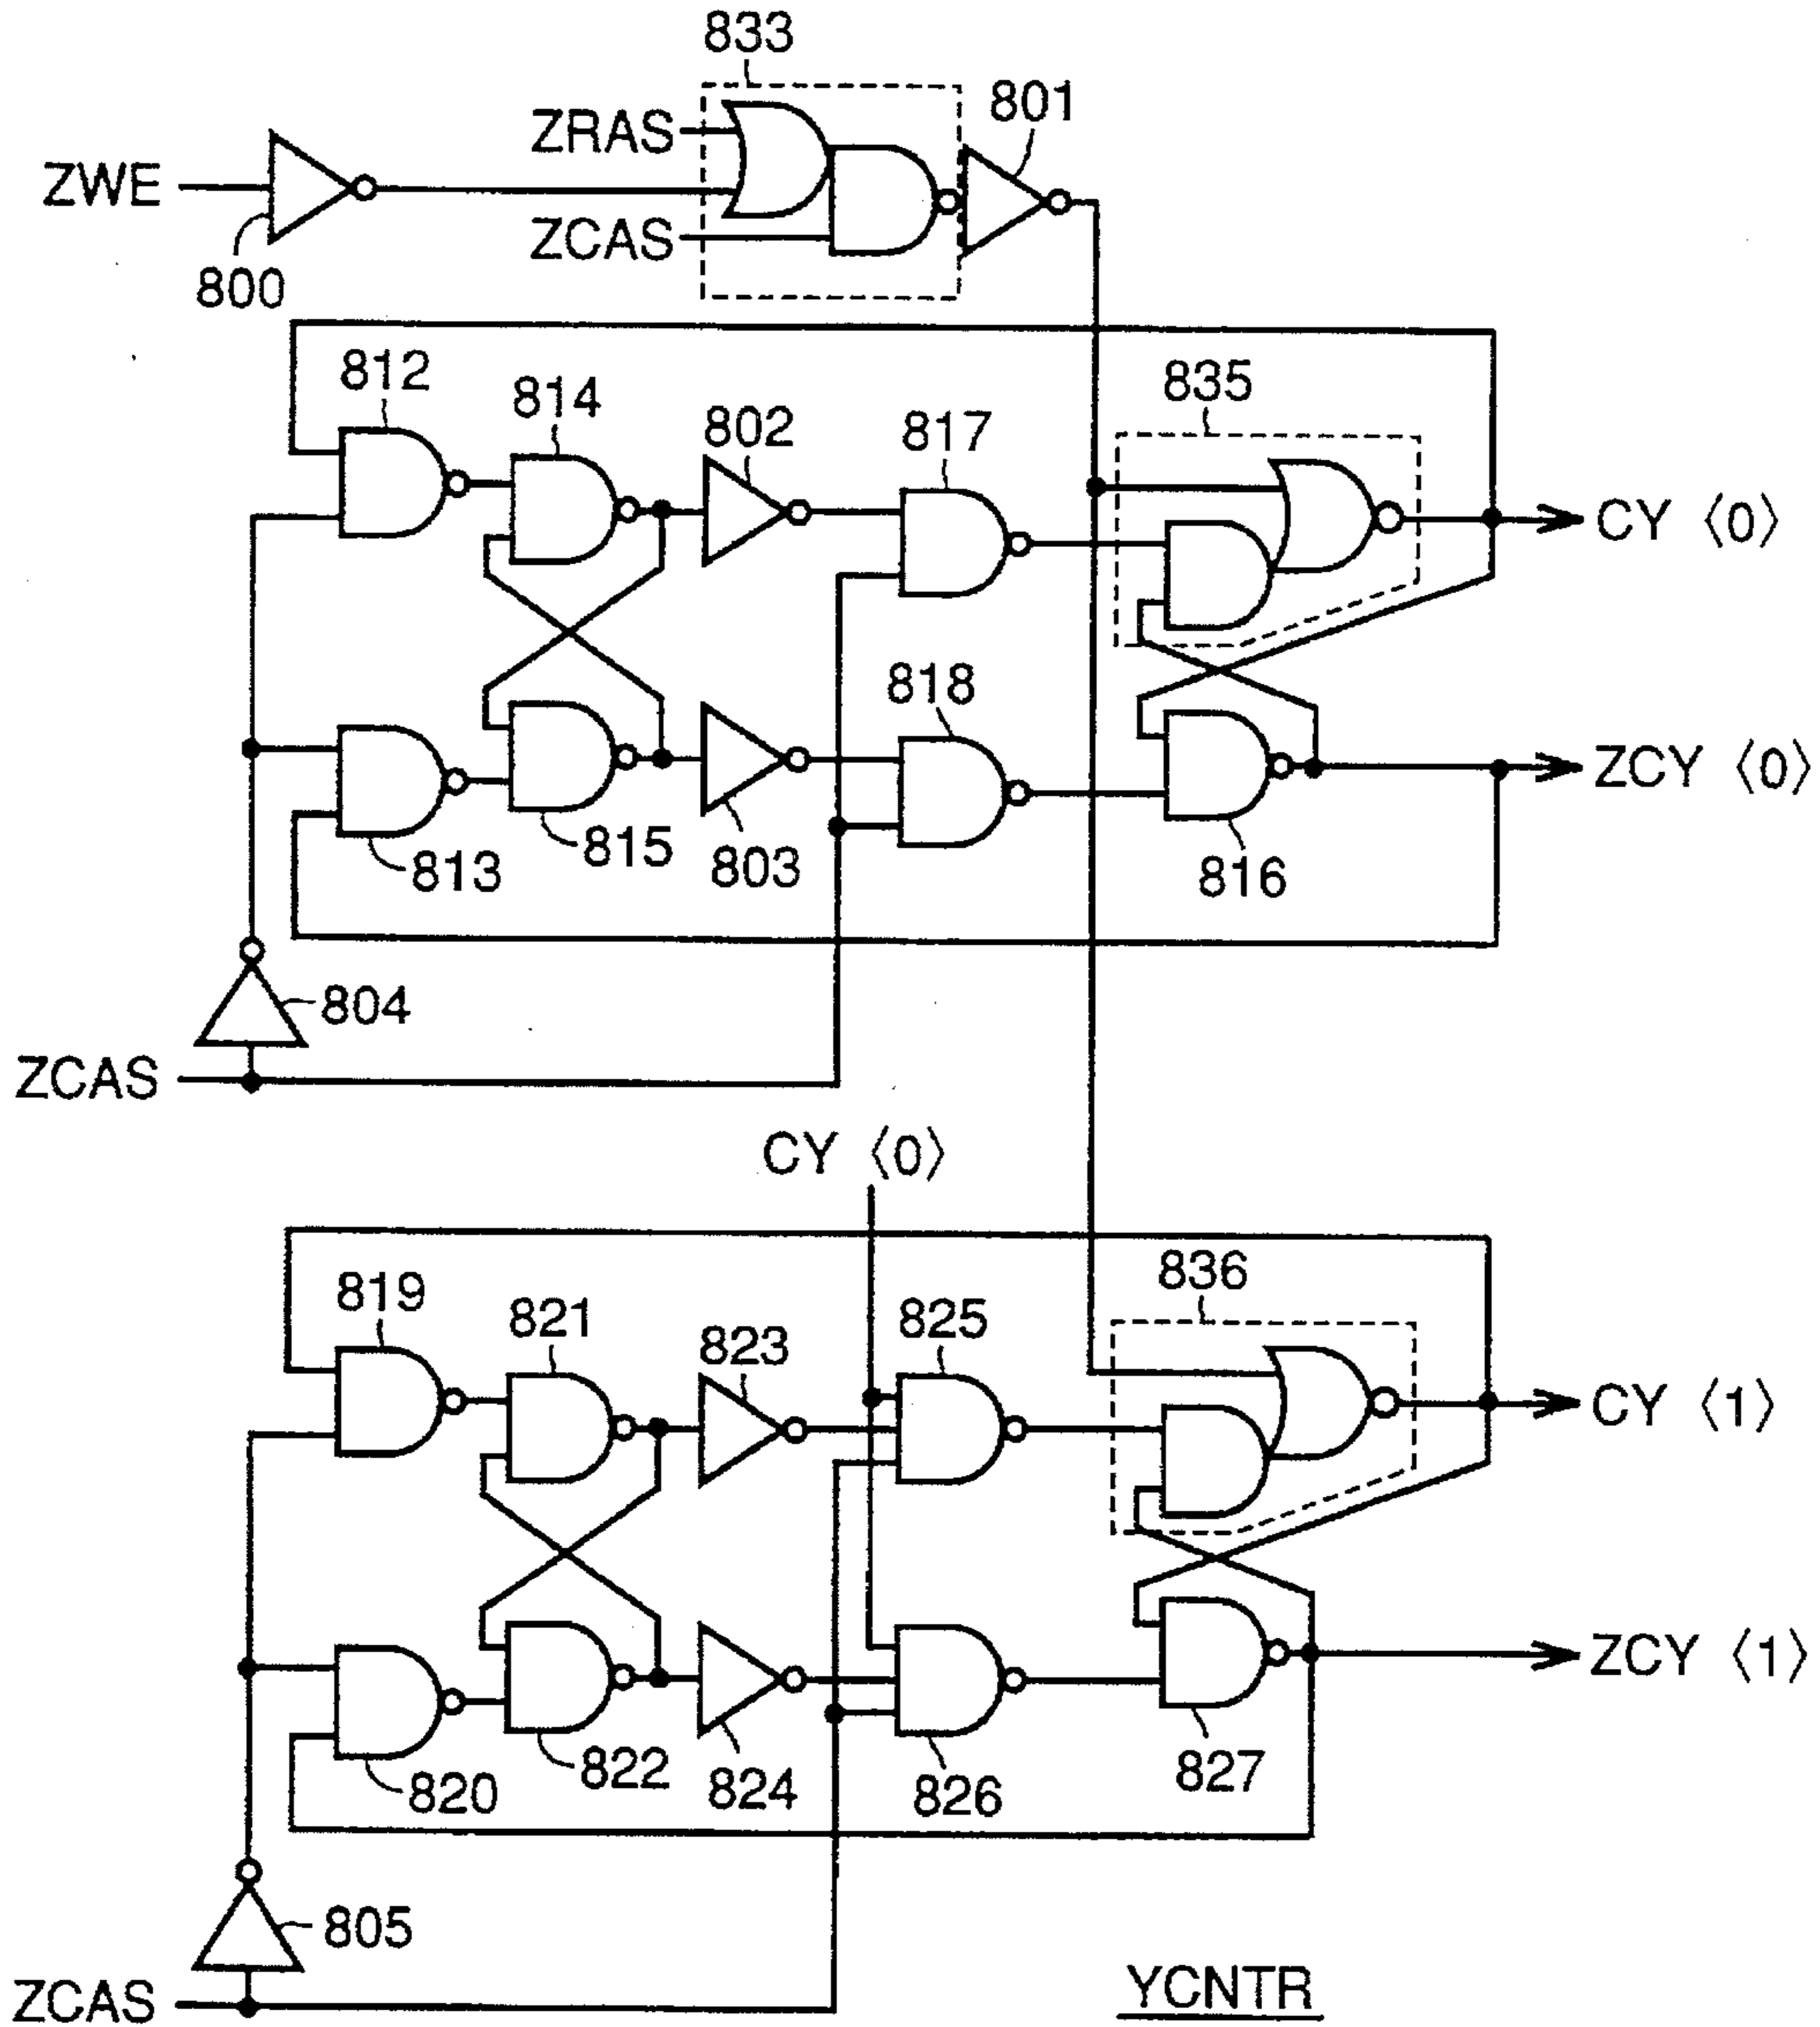 833
801
ZRAS
ZWE
ZCAS
800
812
814
802
817
835
CY ⟨0⟩
818
ZCY ⟨0⟩
813
815
803
816
804
ZCAS
CY ⟨0⟩
819
821
823
825
836
CY ⟨1⟩
ZCY ⟨1⟩
820
822
824
826
827
805
ZCAS
YCNTR